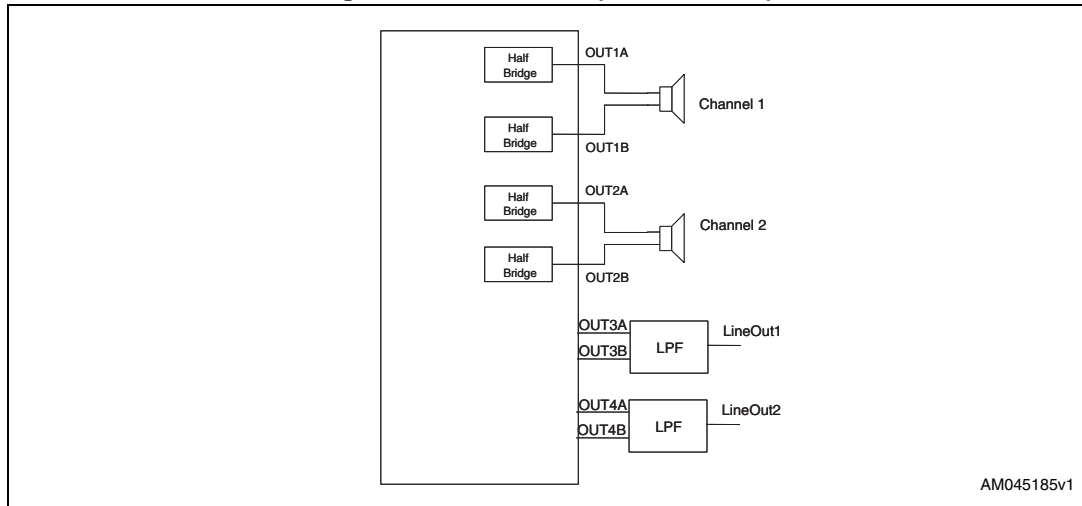 Half
Bridge
OUT1A
Channel 1
Half
Bridge
OUT1B
Half
Bridge
OUT2A
Channel 2
Half
Bridge
OUT2B
OUT3A
OUT3B
LPF
LineOut1
OUT4A
OUT4B
LPF
LineOut2
AM045185v1